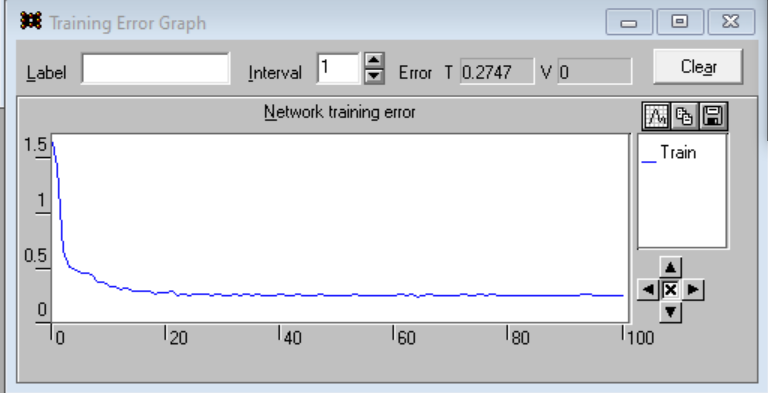 Training Error Graph
Label Interval 1 Error T 0.2747 V 0 Clear
Network training error
Train
1.5
1
0.5
0
0 20 40 60 80 100